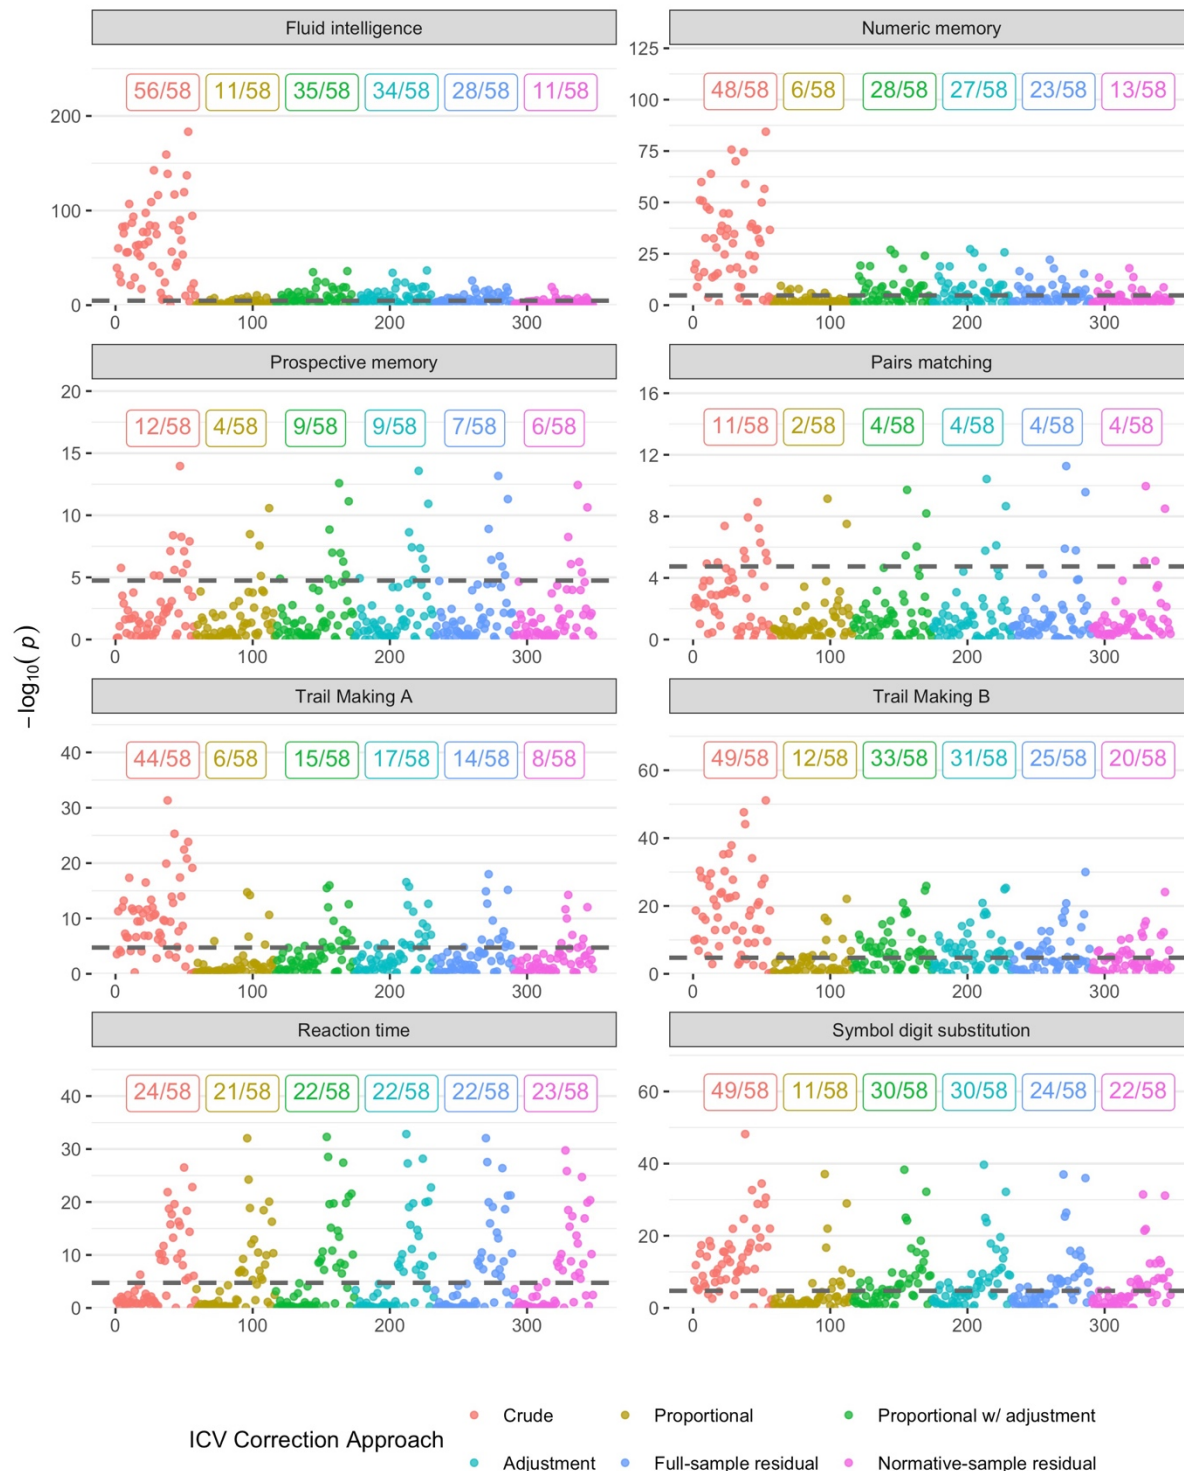 Fluid intelligence Numeric memory
125
56/58 11/58 35/58 34/58 28/58 11/58 48/58 6/58 28/58 27/58 23/58 13/58
200 100
75
100 50
25
0 0
0 100 200 300 0 100 200 300
Prospective memory Pairs matching
20 16
12/58 4/58 9/58 9/58 7/58 6/58 11/58 2/58 4/58 4/58 4/58 4/58
15 12
10 8
5 4
0 0
0 100 200 300 0 100 200 300
−log10( p)
Trail Making A Trail Making B
44/58 6/58 15/58 17/58 14/58 8/58 49/58 12/58 33/58 31/58 25/58 20/58
40 60
30 40
20
10 20
0 0
0 100 200 300 0 100 200 300
Reaction time Symbol digit substitution
24/58 21/58 22/58 22/58 22/58 23/58 49/58 11/58 30/58 30/58 24/58 22/58
40 60
30 40
20
10 20
0 0
0 100 200 300 0 100 200 300
ICV Correction Approach
Crude Proportional Proportional w/ adjustment
Adjustment Full-sample residual Normative-sample residual